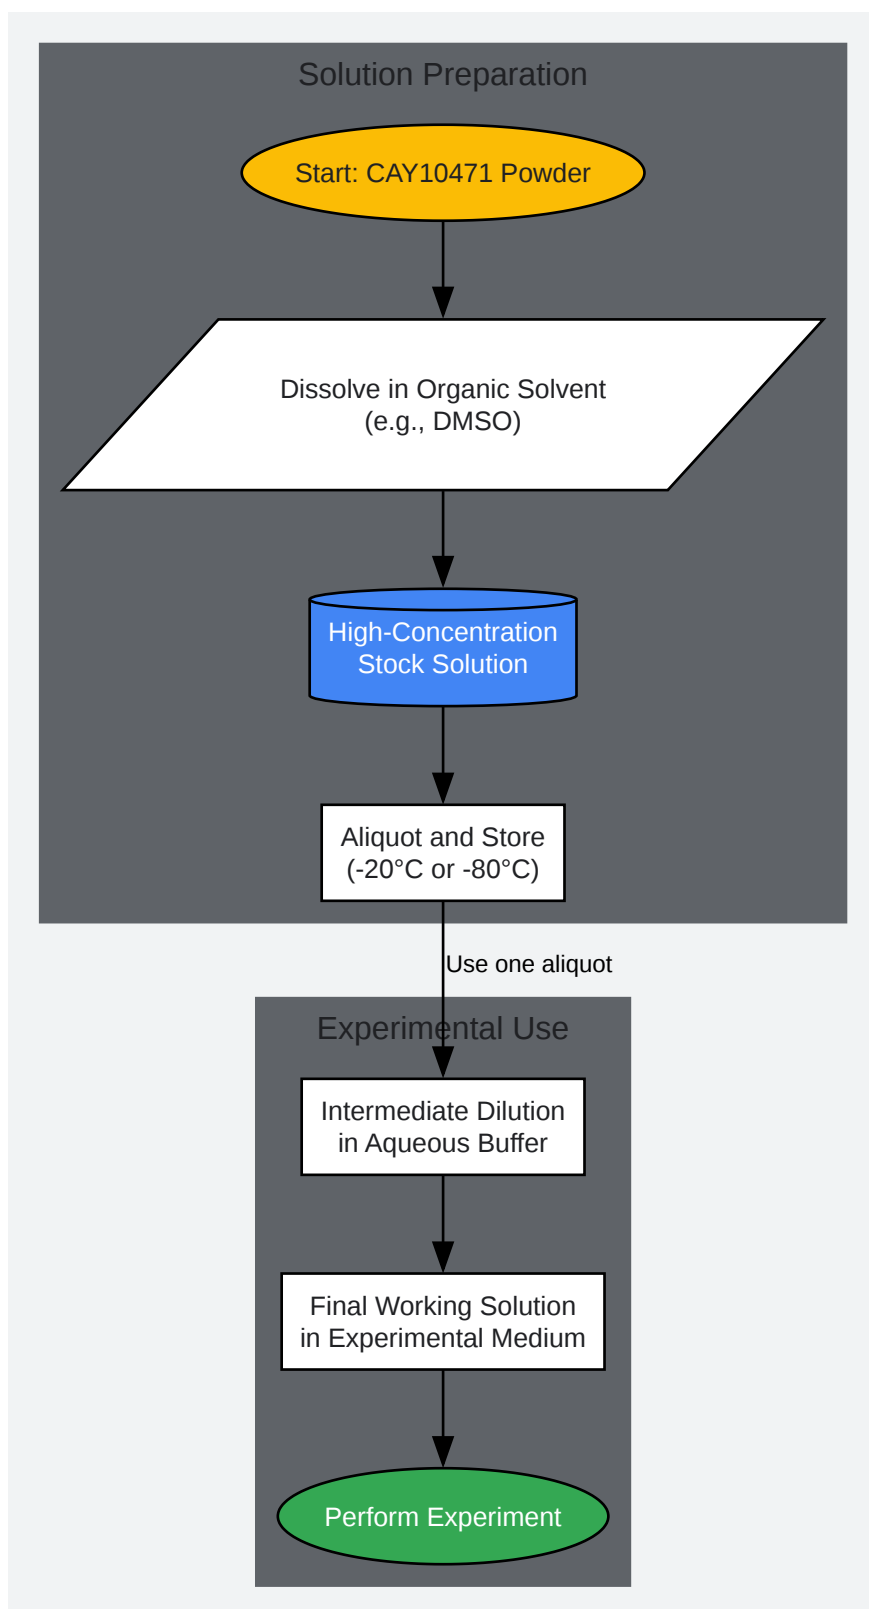 Solution Preparation
Start: CAY10471 Powder
Dissolve in Organic Solvent
(e.g., DMSO)
High-Concentration
Stock Solution
Aliquot and Store
(-20°C or -80°C)
Use one aliquot
Experimental Use
Intermediate Dilution
in Aqueous Buffer
Final Working Solution
in Experimental Medium
Perform Experiment